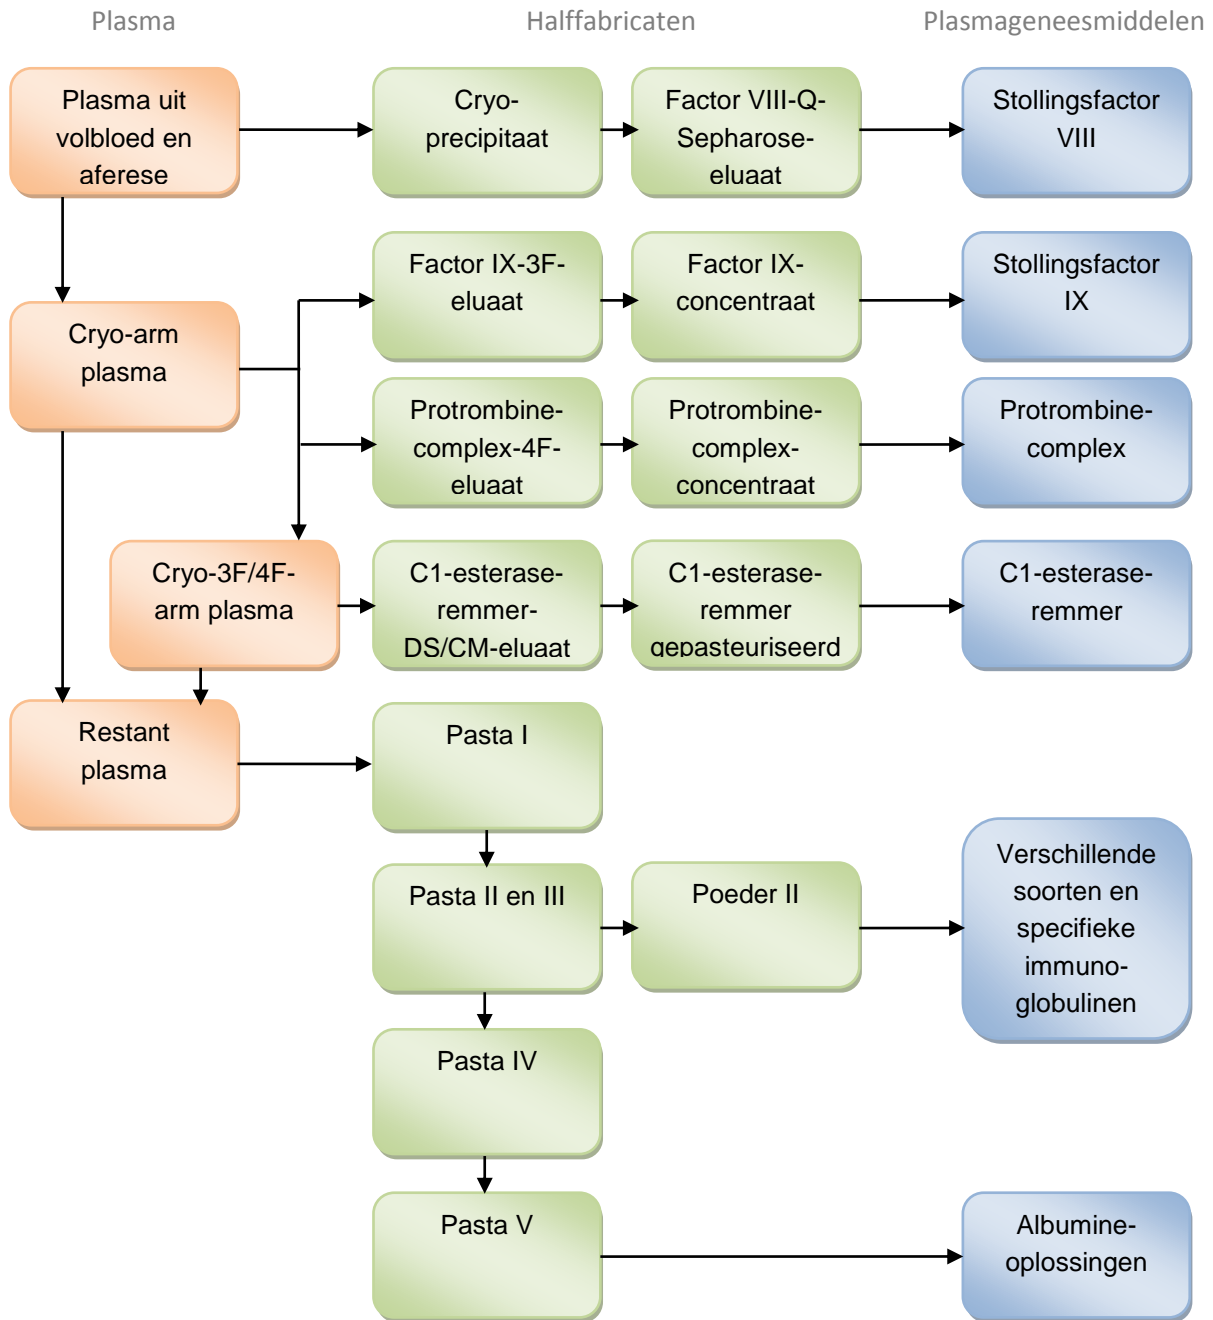 Plasma
Halffabricaten
Plasmageneesmiddelen
Plasma uit
volbloed en
aferese
Cryo-
precipitaat
Factor VIII-Q-
Sepharose-
eluaat
Stollingsfactor
VIII
Cryo-arm
plasma
Factor IX-3F-
eluaat
Factor IX-
concentraat
Stollingsfactor
IX
Protrombine-
complex-4F-
eluaat
Protrombine-
complex-
concentraat
Protrombine-
complex
Cryo-3F/4F-
arm plasma
C1-esterase-
remmer-
DS/CM-eluaat
C1-esterase-
remmer
gepasteuriseerd
C1-esterase-
remmer
Restant
plasma
Pasta I
Pasta II en III
Poeder II
Verschillende
soorten en
specifieke
immuno-
globulinen
Pasta IV
Pasta V
Albumine-
oplossingen